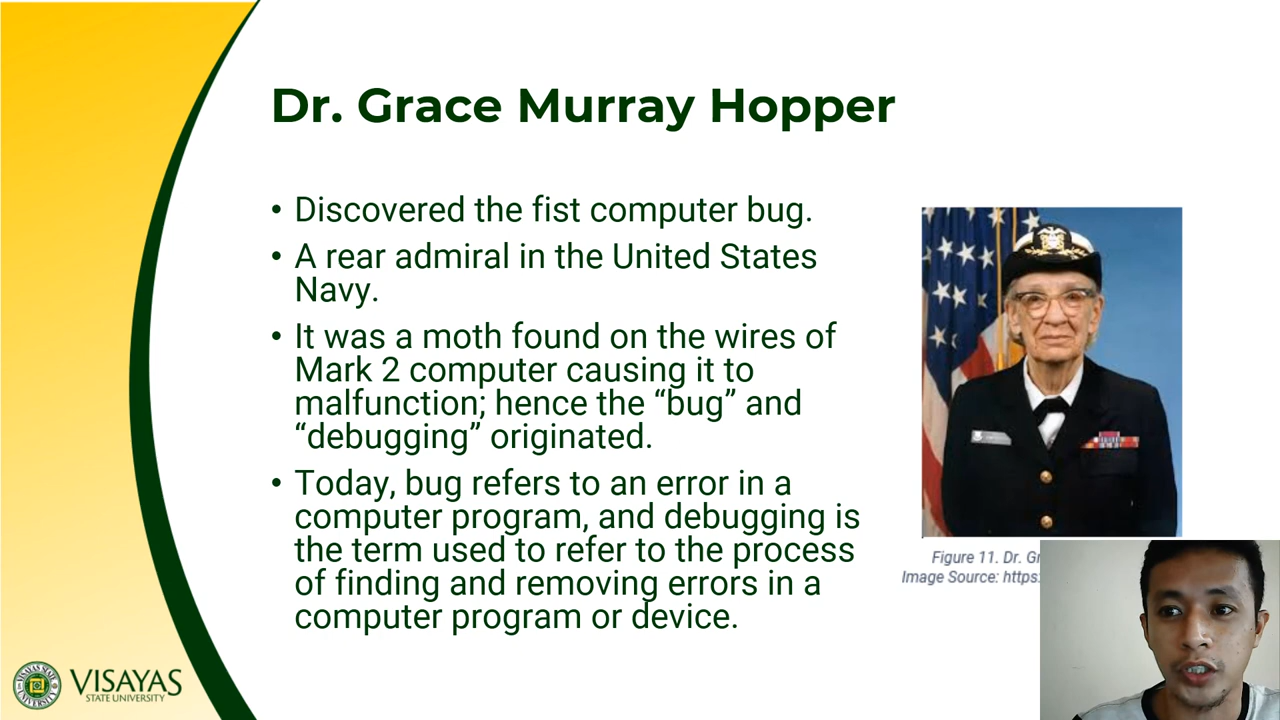 Dr. Grace Murray Hopper
• Discovered the fist computer bug.
• A rear admiral in the United States
Navy.
• It was a moth found on the wires of
Mark 2 computer causing it to
malfunction; hence the “bug” and
“debugging” originated.
• Today, bug refers to an error in a
computer program, and debugging is
the term used to refer to the process
of finding and removing errors in a
computer program or device.
Figure 11. Dr. Gr
Image Source: https:
VISAYAS
STATE UNIVERSITY